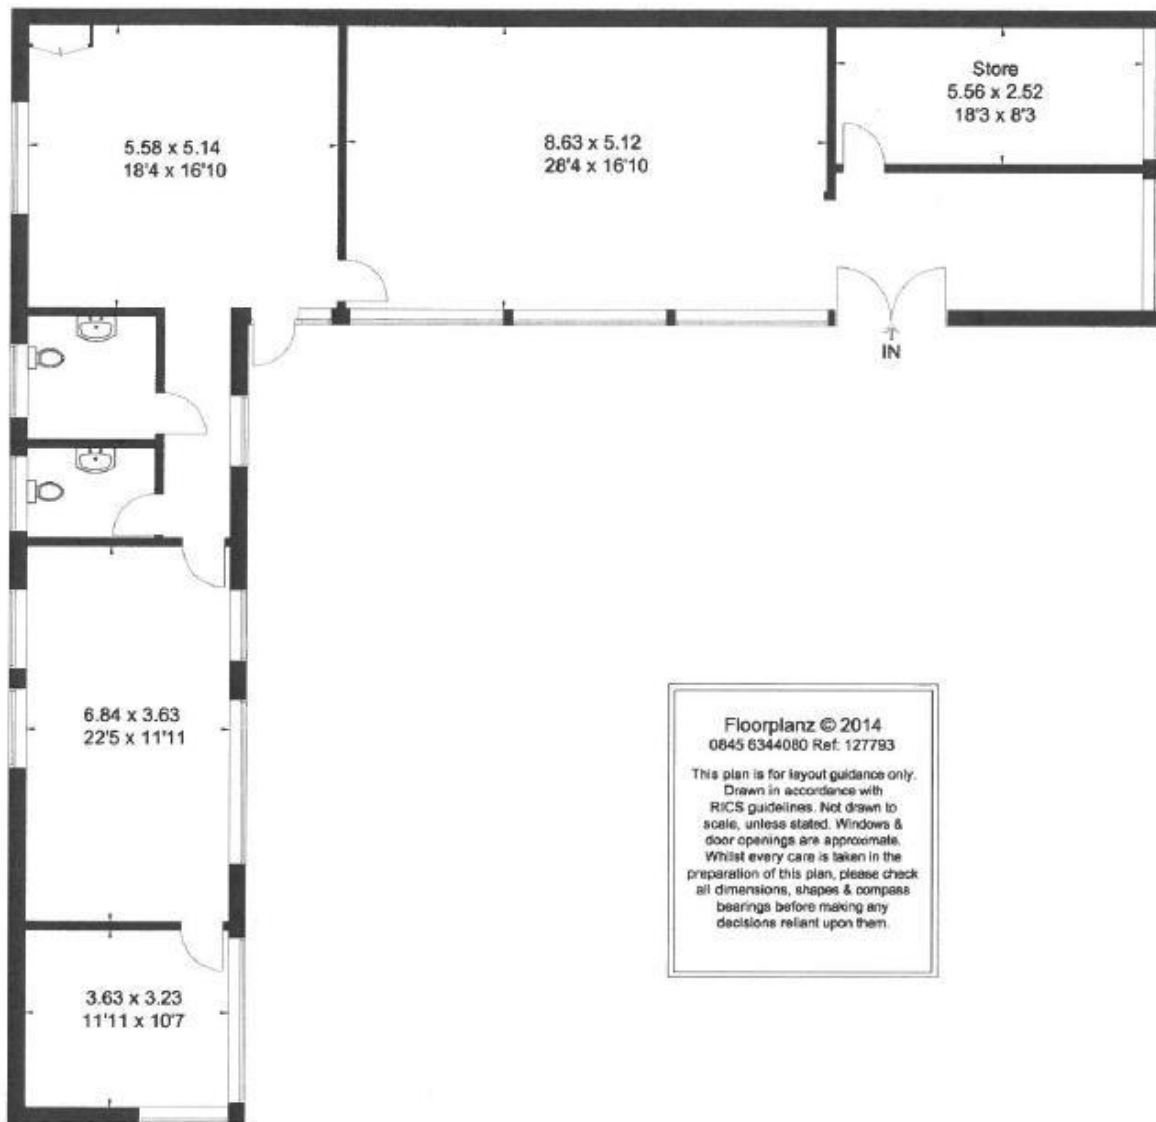 Store
5.56 x 2.52
18'3 x 8'3
5.58 x 5.14
18'4 x 16'10
8.63 x 5.12
28'4 x 16'10
IN
6.84 x 3.63
22'5 x 11'11
3.63 x 3.23
11'11 x 10'7
Floorplanz © 2014
0845 6344080 Ref: 127793
This plan is for layout guidance only.
Drawn in accordance with
RICS guidelines. Not drawn to
scale, unless stated. Windows &
door openings are approximate.
Whilst every care is taken in the
preparation of this plan, please check
all dimensions, shapes & compass
bearings before making any
decisions reliant upon them.